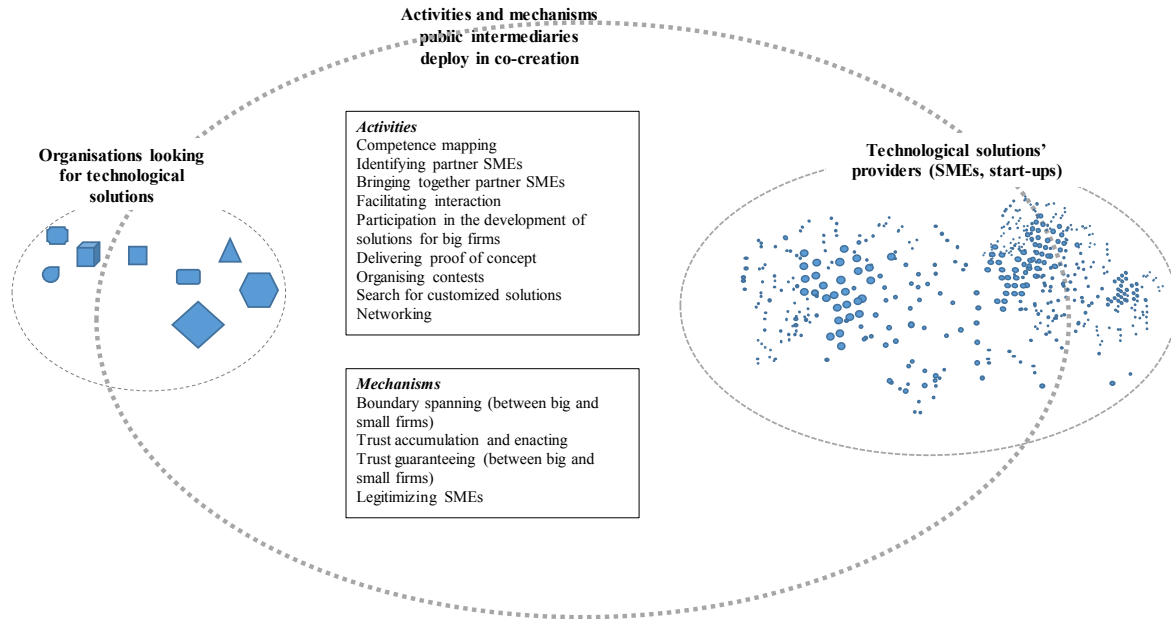 Activities and mechanisms
public intermediaries
deploy in co-creation
Organisations looking
for technological
solutions
Activities
Competence mapping
Identifying partner SMEs
Bringing together partner SMEs
Facilitating interaction
Participation in the development of
solutions for big firms
Delivering proof of concept
Organising contests
Search for customized solutions
Networking
Mechanisms
Boundary spanning (between big and
small firms)
Trust accumulation and enacting
Trust guaranteeing (between big and
small firms)
Legitimizing SMEs
Technological solutions’
providers (SMEs, start-ups)